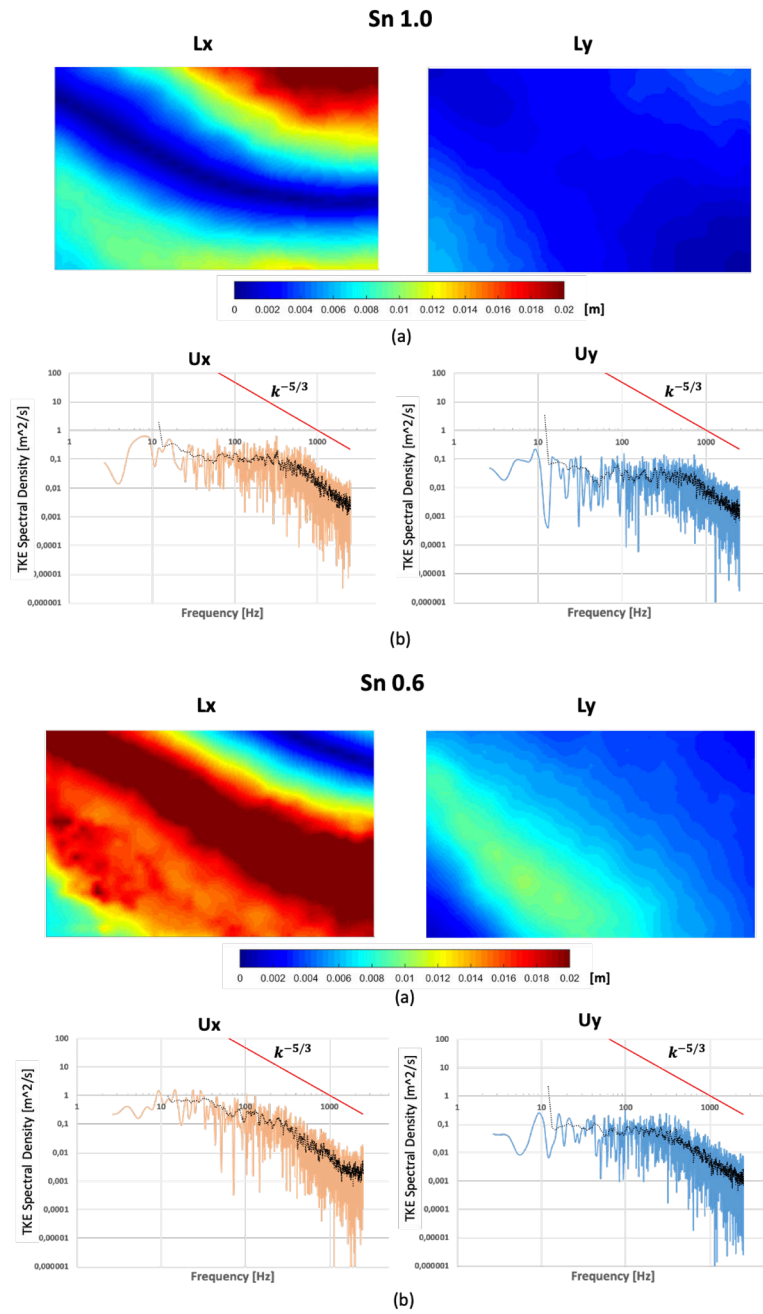 Sn 1.0
Lx Ly
0 0.002 0.004 0.006 0.008 0.01 0.012 0.014 0.016 0.018 0.02 [m]
(a)
Ux
TKE Spectral Density [m^2/s]
100
10
1
0,1
0,01
0,001
0,0001
0,00001
0,000001
1 10 100 1000
k^{-5/3}
Frequency [Hz]
Uy
TKE Spectral Density [m^2/s]
100
10
1
0,1
0,01
0,001
0,0001
0,00001
0,000001
1 10 100 1000
k^{-5/3}
Frequency [Hz]
(b)
Sn 0.6
Lx Ly
0 0.002 0.004 0.006 0.008 0.01 0.012 0.014 0.016 0.018 0.02 [m]
(a)
Ux
TKE Spectral Density [m^2/s]
100
10
1
0,1
0,01
0,001
0,0001
0,00001
0,000001
1 10 100 1000
k^{-5/3}
Frequency [Hz]
Uy
TKE Spectral Density [m^2/s]
100
10
1
0,1
0,01
0,001
0,0001
0,00001
0,000001
1 10 100 1000
k^{-5/3}
Frequency [Hz]
(b)